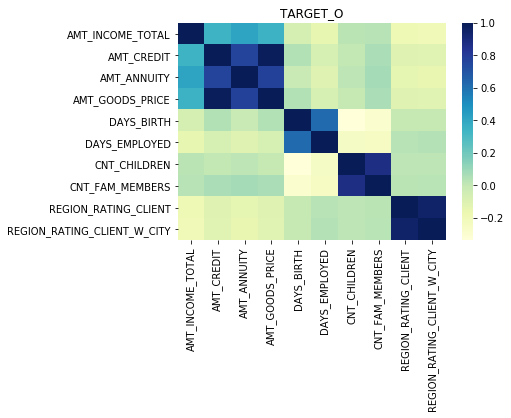 TARGET_O
AMT_INCOME_TOTAL
AMT_CREDIT
AMT_ANNUITY
AMT_GOODS_PRICE
DAYS_BIRTH
DAYS_EMPLOYED
CNT_CHILDREN
CNT_FAM_MEMBERS
REGION_RATING_CLIENT
REGION_RATING_CLIENT_W_CITY
AMT_INCOME_TOTAL
AMT_CREDIT
AMT_ANNUITY
AMT_GOODS_PRICE
DAYS_BIRTH
DAYS_EMPLOYED
CNT_CHILDREN
CNT_FAM_MEMBERS
REGION_RATING_CLIENT
REGION_RATING_CLIENT_W_CITY
1.0
0.8
0.6
0.4
0.2
0.0
−0.2